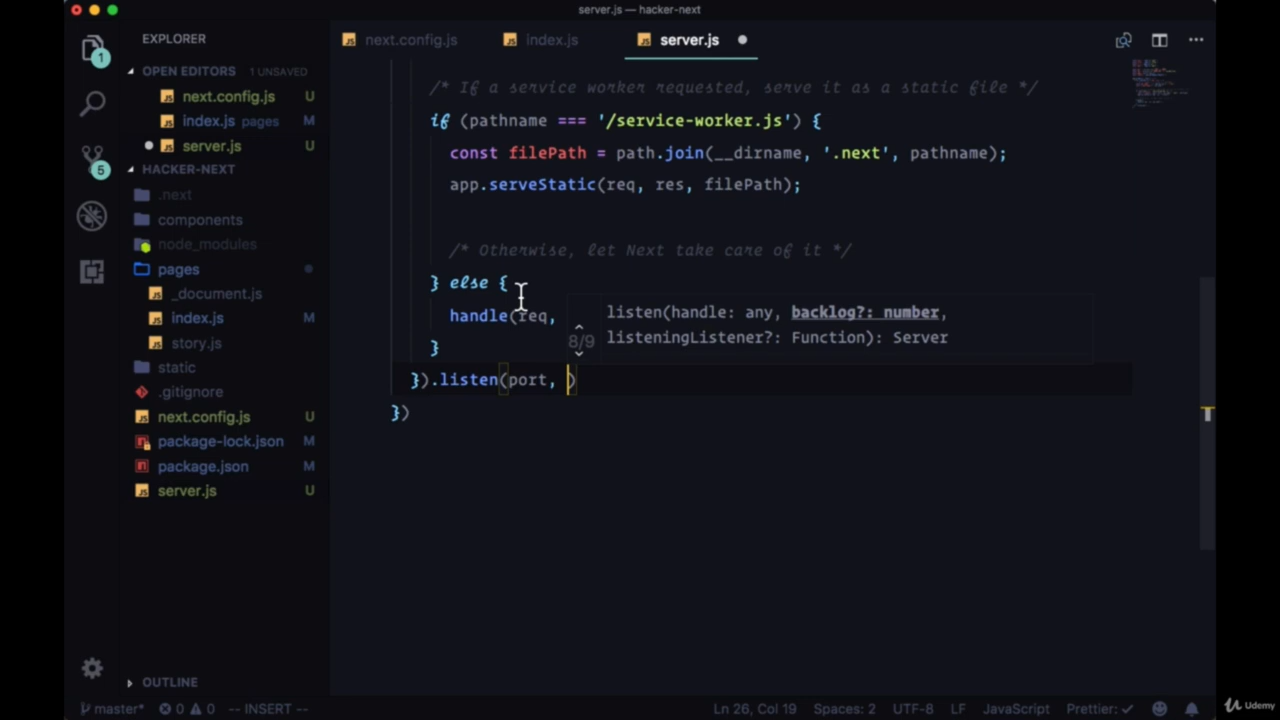 server.js — hacker-next
EXPLORER
OPEN EDITORS 1 UNSAVED
next.config.js U
index.js pages M
server.js U
HACKER-NEXT
.next
components
node_modules
pages
_document.js
index.js M
story.js
static
.gitignore
next.config.js U
package-lock.json M
package.json M
server.js U
OUTLINE
1
5
next.config.js index.js server.js
/* If a service worker requested, serve it as a static file */
if (pathname === '/service-worker.js') {
const filePath = path.join(__dirname, '.next', pathname);
app.serveStatic(req, res, filePath);
/* Otherwise, let Next take care of it */
} else {
handle(req,
}
}).listen(port, )
})
8/9
listen(handle: any, backlog?: number,
listeningListener?: Function): Server
master* 0 0 -- INSERT -- Ln 26, Col 19 Spaces: 2 UTF-8 LF JavaScript Prettier: ✓
Udemy